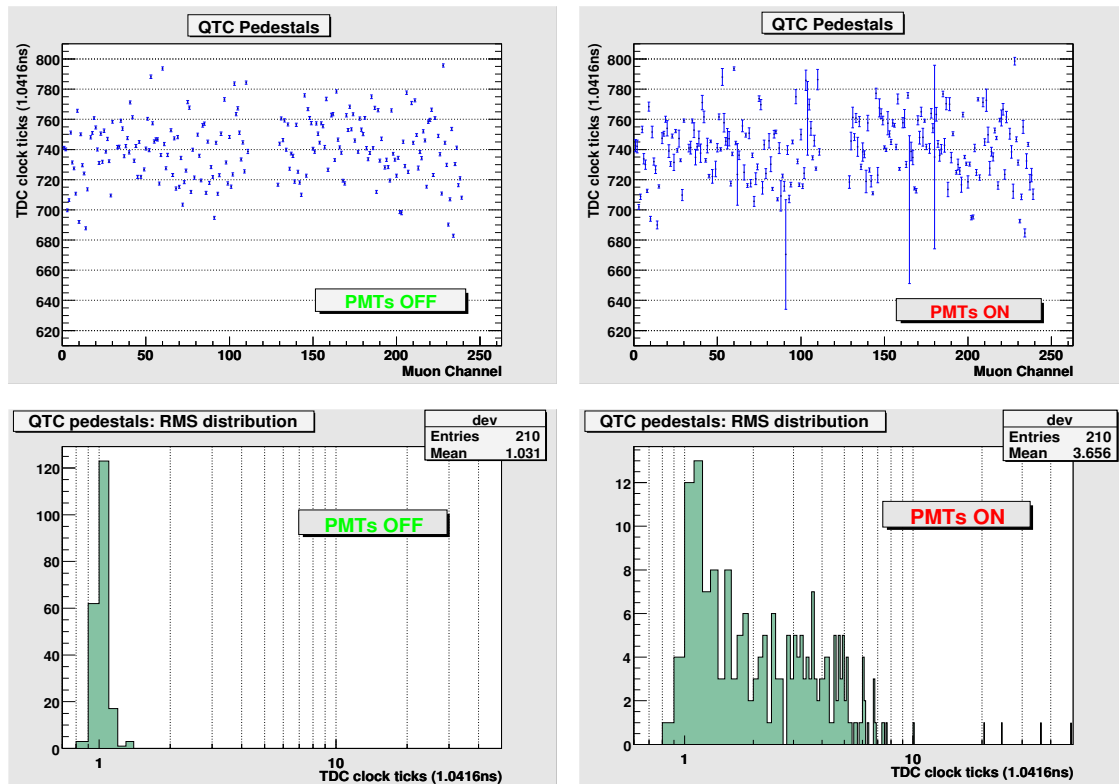 QTC Pedestals
TDC clock ticks (1.0416ns)
800
780
760
740
720
700
680
660
640
620
PMTs OFF
0 50 100 150 200 250
Muon Channel
QTC Pedestals
TDC clock ticks (1.0416ns)
800
780
760
740
720
700
680
660
640
620
PMTs ON
0 50 100 150 200 250
Muon Channel
QTC pedestals: RMS distribution
dev
Entries 210
Mean 1.031
120
100
80
60
40
20
0
PMTs OFF
1 10
TDC clock ticks (1.0416ns)
QTC pedestals: RMS distribution
dev
Entries 210
Mean 3.656
12
10
8
6
4
2
0
PMTs ON
1 10
TDC clock ticks (1.0416ns)